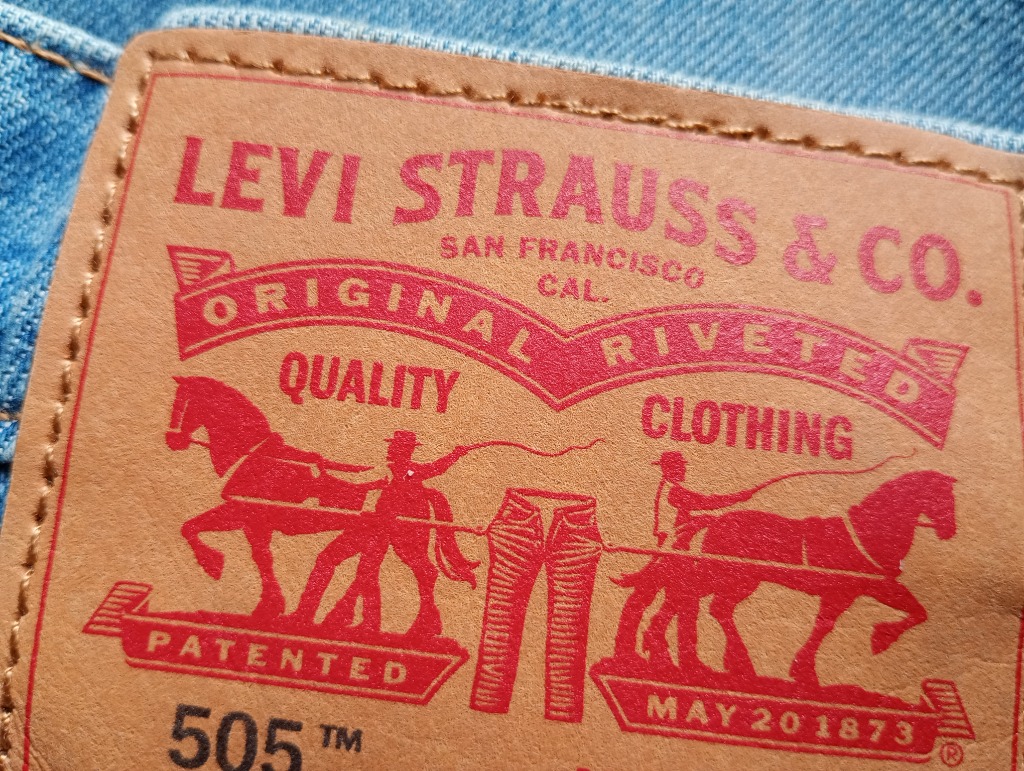 LEVI STRAUSS & CO.
SAN FRANCISCO
CAL.
ORIGINAL RIVETED
QUALITY CLOTHING
PATENTED
MAY 20 1873
®
505™